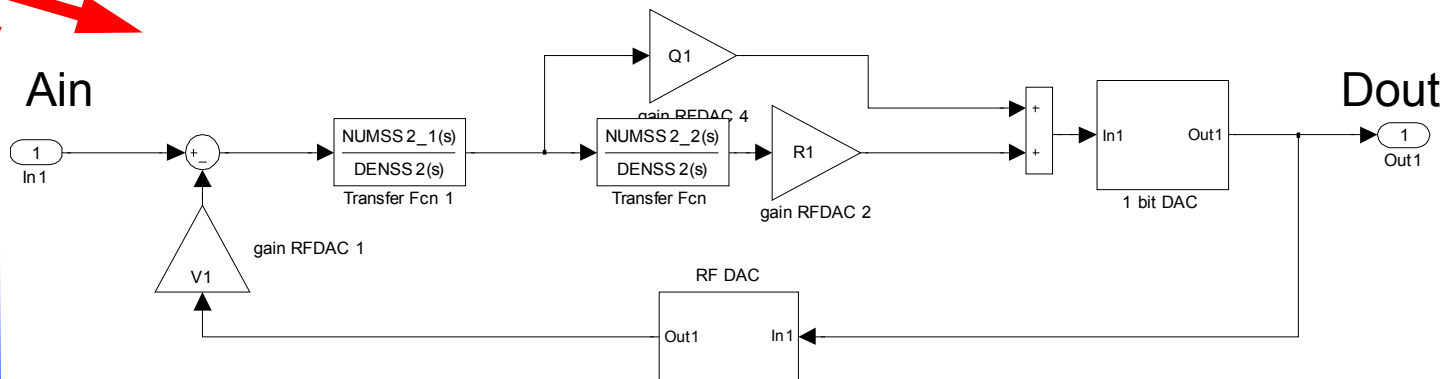 Ain
Dout
Q1
gain RFDAC 4
1
In1
+
_
NUMSS 2_1(s)
DENSS 2(s)
Transfer Fcn 1
NUMSS 2_2(s)
DENSS 2(s)
Transfer Fcn
R1
gain RFDAC 2
+
+
In1
Out1
1 bit DAC
1
Out1
V1
gain RFDAC 1
RF DAC
Out1
In1